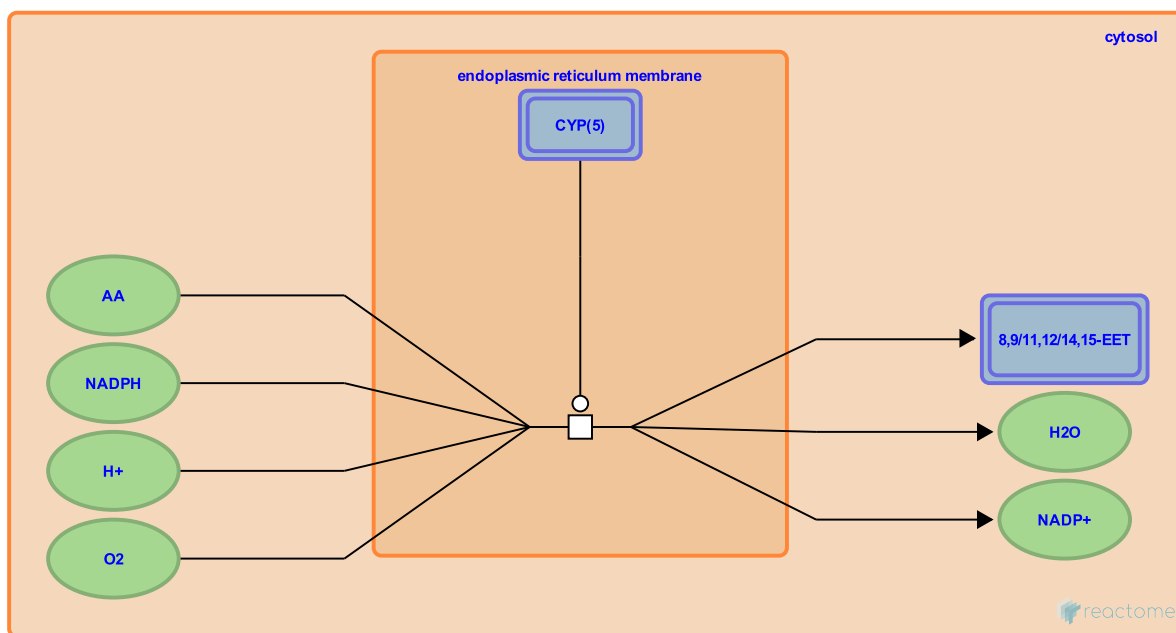 cytosol
endoplasmic reticulum membrane
CYP(5)
AA
NADPH
H+
O2
8,9/11,12/14,15-EET
H2O
NADP+
reactome